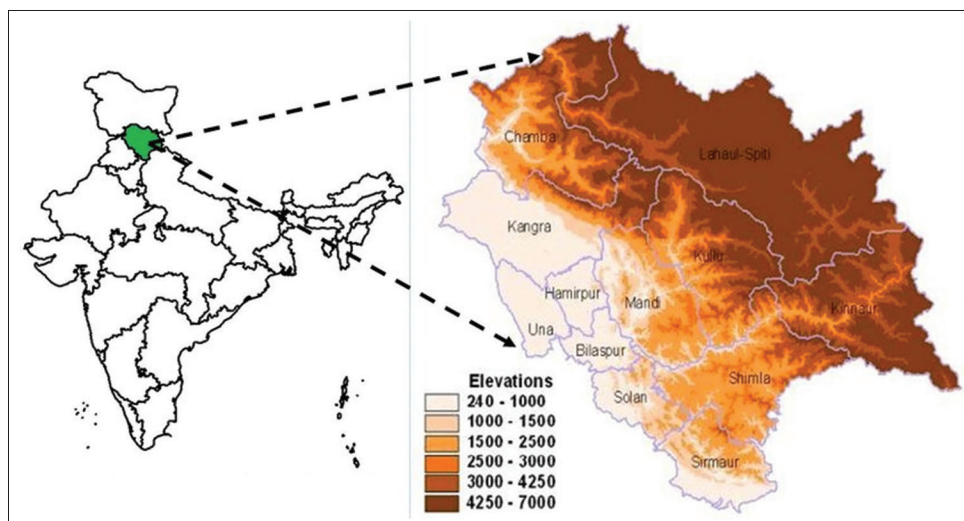 Chamba
Lahaul-Spiti
Kangra
Kullu
Hamirpur
Mandi
Kinnaur
Una
Bilaspur
Shimla
Solan
Sirmaur
Elevations
240 - 1000
1000 - 1500
1500 - 2500
2500 - 3000
3000 - 4250
4250 - 7000